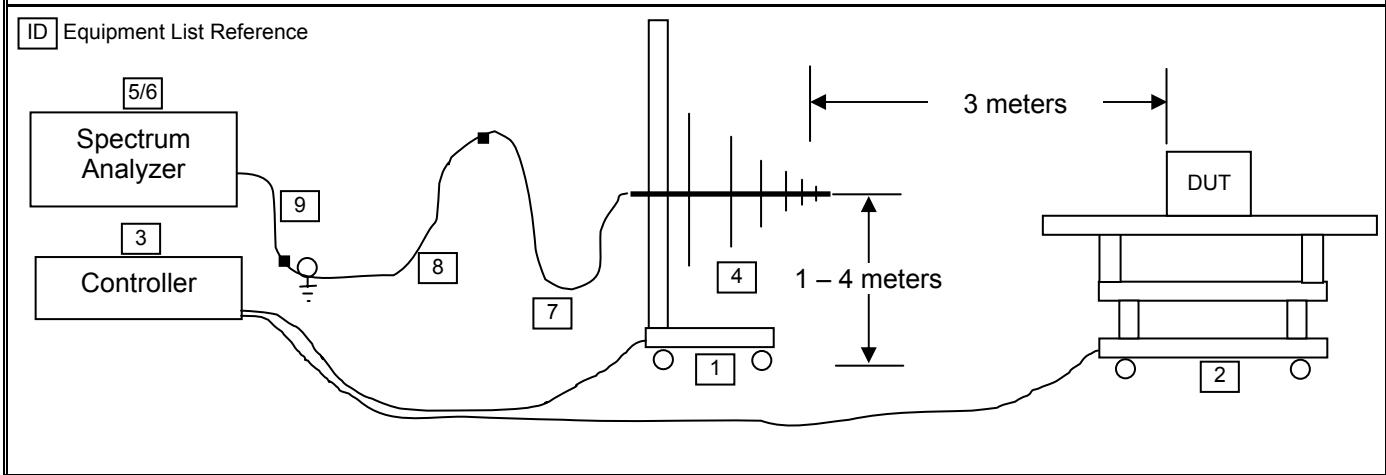 ID Equipment List Reference
5/6
Spectrum
Analyzer
9
3
Controller
8
7
4
1
3 meters
1 – 4 meters
DUT
2